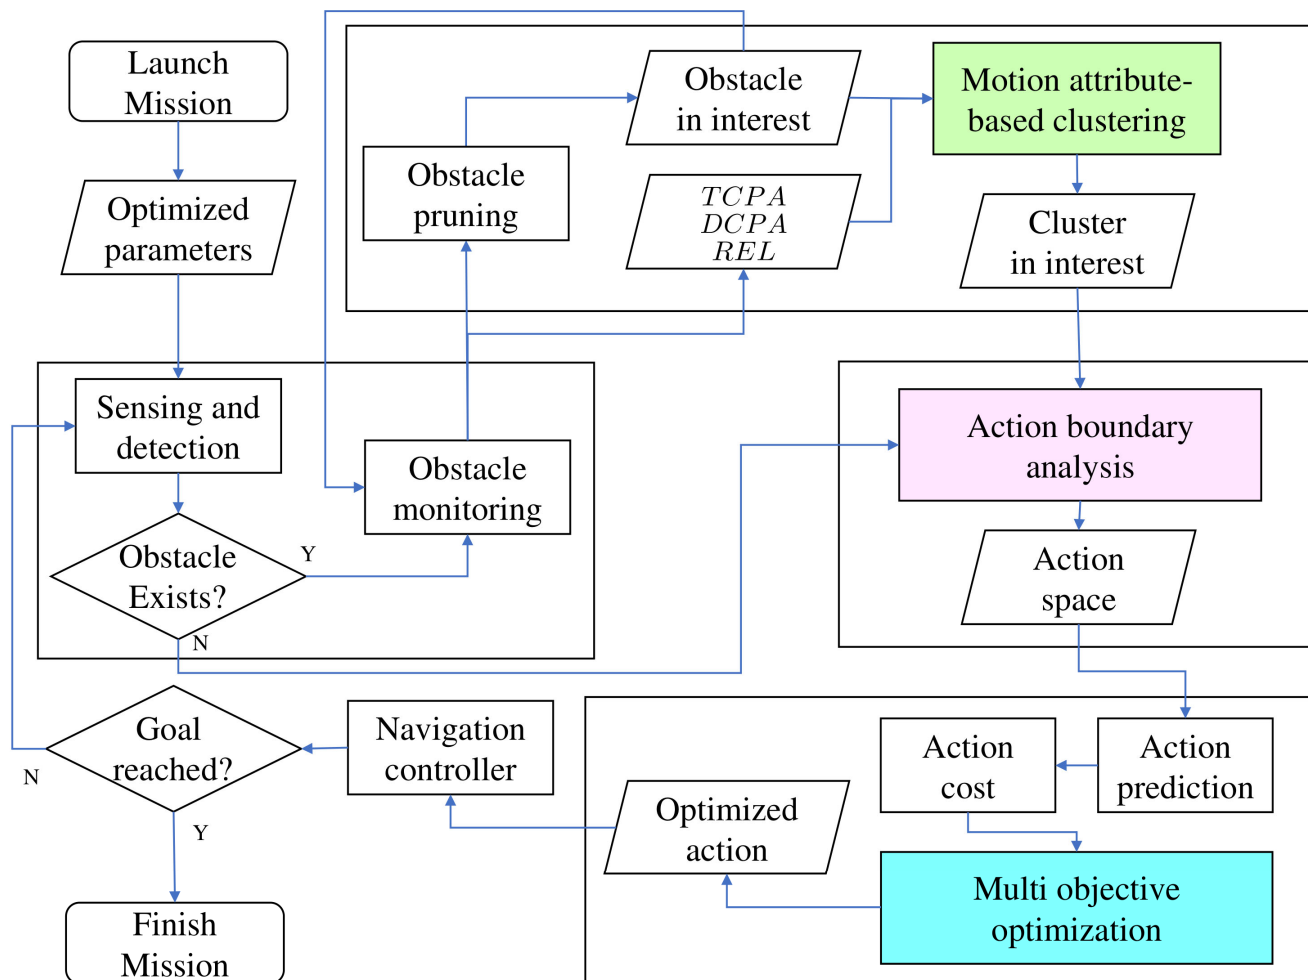 Launch
Mission
Optimized
parameters
Obstacle
pruning
Obstacle
in interest
TCPA
DCPA
REL
Motion attribute-
based clustering
Cluster
in interest
Sensing and
detection
Obstacle
Exists?
Y
N
Obstacle
monitoring
Action boundary
analysis
Action
space
Goal
reached?
N
Y
Navigation
controller
Optimized
action
Action
cost
Action
prediction
Multi objective
optimization
Finish
Mission